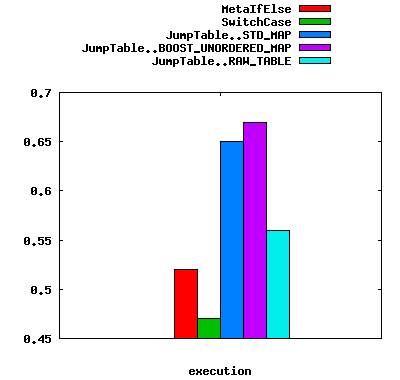 MetaIfElse
SwitchCase
JumpTable..STD_MAP
JumpTable..BOOST_UNORDERED_MAP
JumpTable..RAW_TABLE
0.7
0.65
0.6
0.55
0.5
0.45
execution